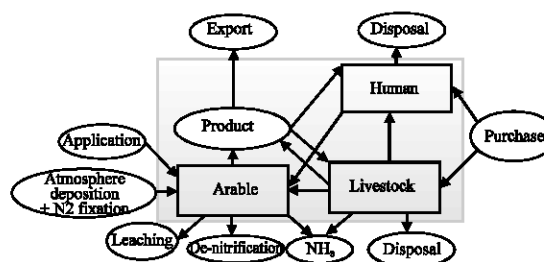 Export
Disposal
Human
Application
Product
Purchase
Atmosphere
deposition
+ N2 fixation
Arable
Livestock
Leaching
De-nitrification
NH₃
Disposal